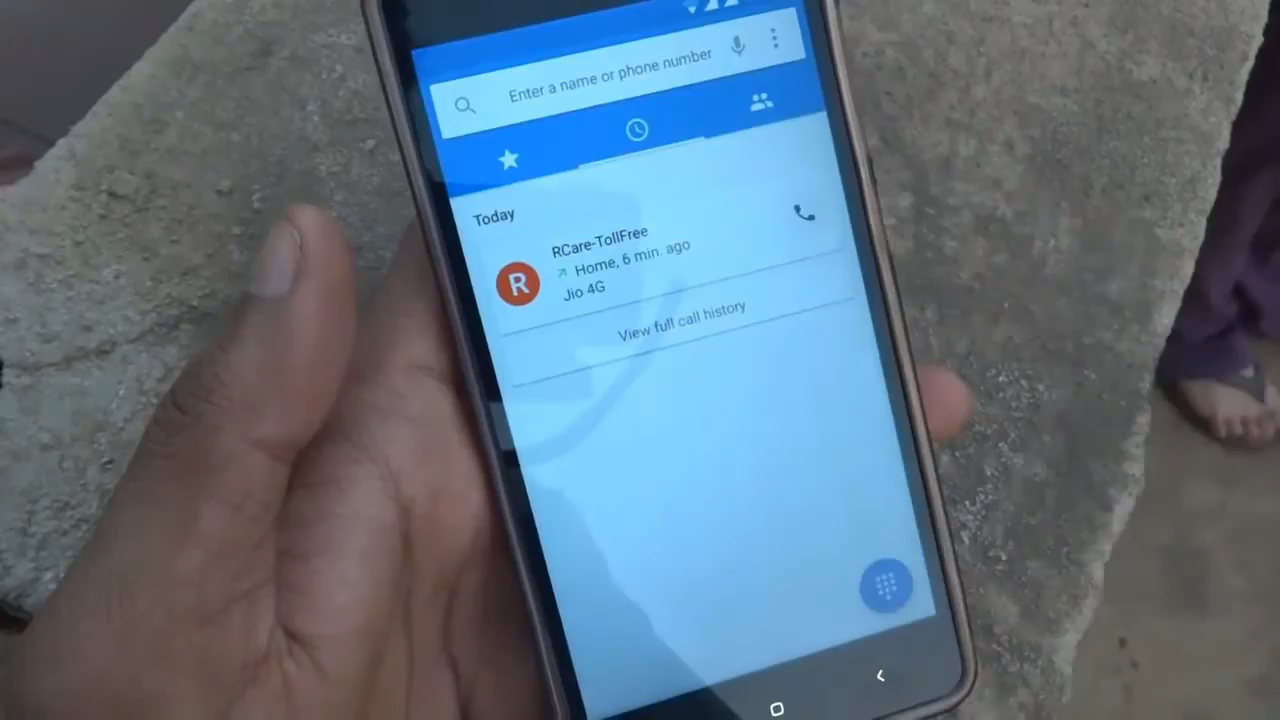 Enter a name or phone number
Today
RCare-TollFree
R
Home, 6 min. ago
Jio 4G
View full call history